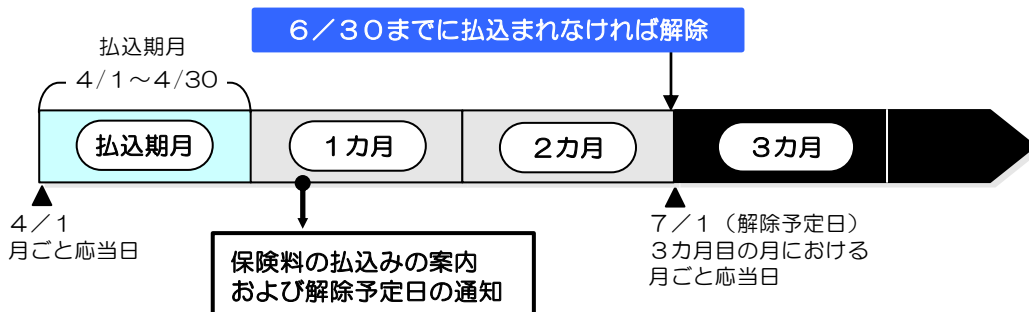 6／30までに払込まれなければ解除
払込期月
4/1～4/30
払込期月
1カ月
2カ月
3カ月
4／1
月ごと応当日
7／1（解除予定日）
3カ月目の月における
月ごと応当日
保険料の払込みの案内
および解除予定日の通知